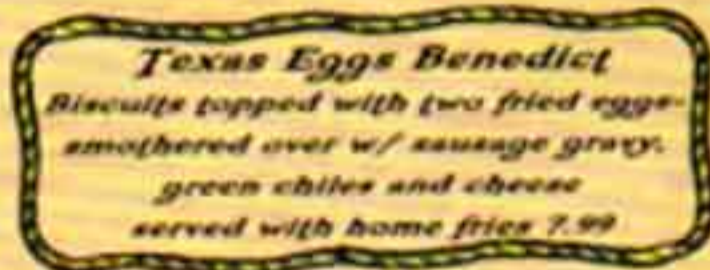 Texas Eggs Benedict
Biscuits topped with two fried eggs-
smothered over w/ sausage gravy,
green chiles and cheese
served with home fries 7.99